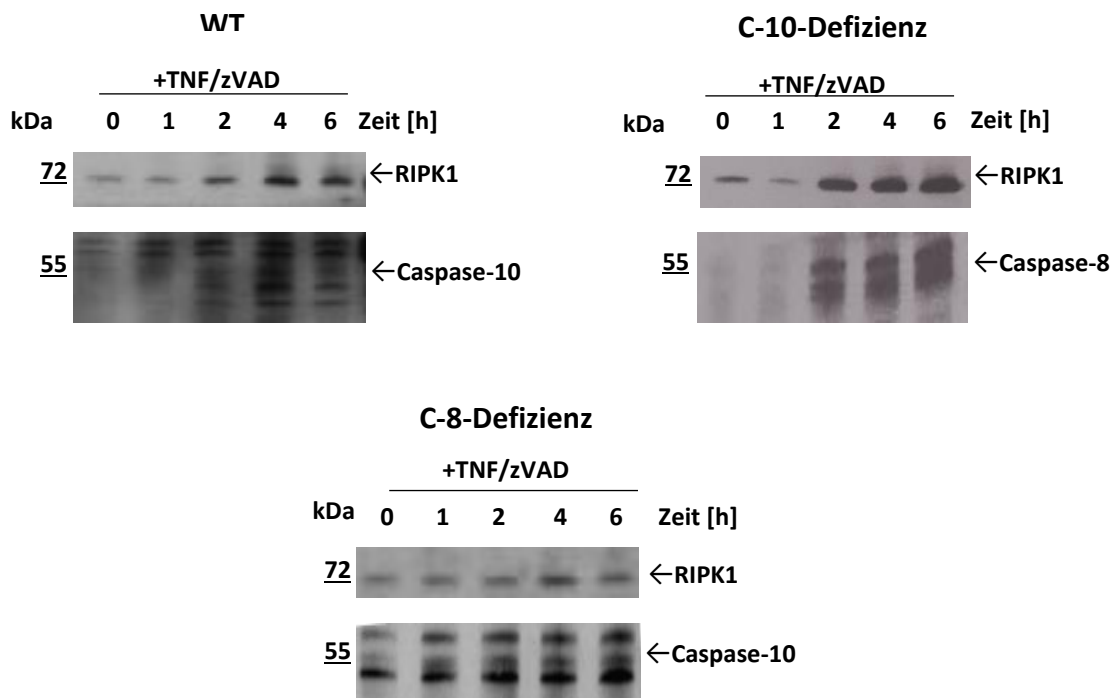 WT
+TNF/zVAD
kDa 0 1 2 4 6 Zeit [h]
72 ←RIPK1
55 ←Caspase-10
C-10-Defizienz
+TNF/zVAD
kDa 0 1 2 4 6 Zeit [h]
72 ←RIPK1
55 ←Caspase-8
C-8-Defizienz
+TNF/zVAD
kDa 0 1 2 4 6 Zeit [h]
72 ←RIPK1
55 ←Caspase-10